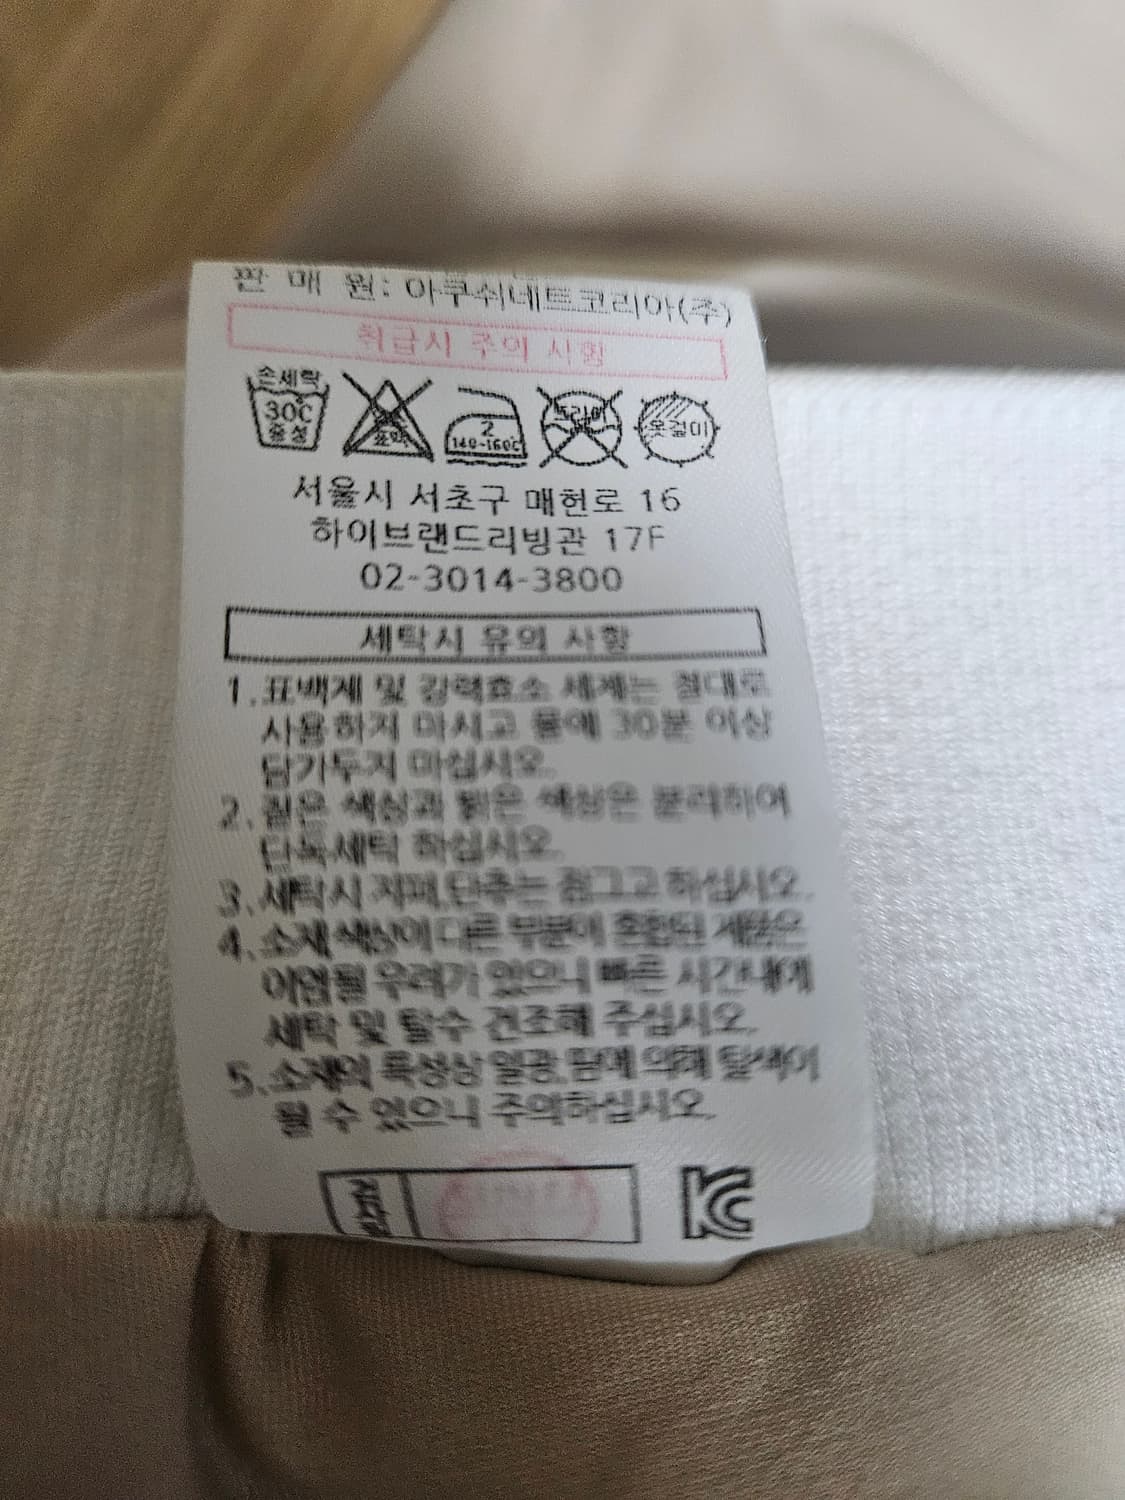 판 매 원: 아쿠쉬네트코리아(주)
취급시 주의 사항
손세탁
30℃
중성
표백
2
140~160℃
드라이
옷걸이
서울시 서초구 매헌로 16
하이브랜드리빙관 17F
02-3014-3800
세탁시 유의 사항
1.표백제 및 강력효소 세제는 절대로
사용하지 마시고 물에 30분 이상
담가두지 마십시오.
2.짙은 색상과 밝은 색상은 분리하여
단독세탁 하십시오.
3.세탁시 지퍼,단추는 잠그고 하십시오.
4.소재,색상이 다른 부분이 혼합된 제품은
이염될 우려가 있으니 빠른 시간내에
세탁 및 탈수 건조해 주십시오.
5.소재의 특성상 일광,땀에 의해 탈색이
될 수 있으니 주의하십시오.
KC